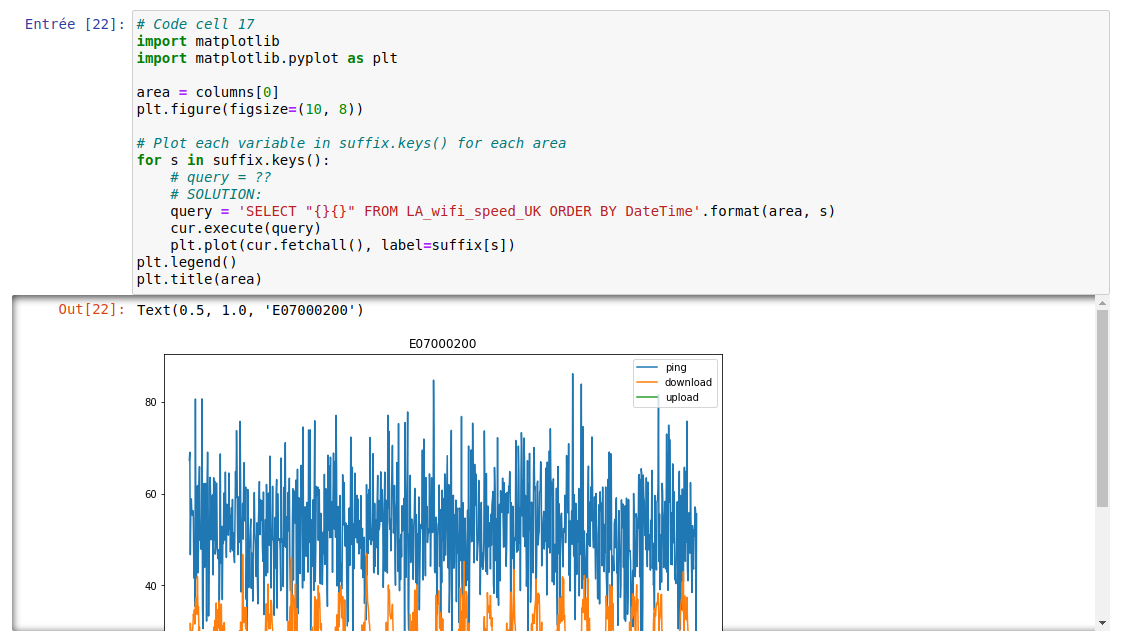 Entrée [22]: # Code cell 17
import matplotlib
import matplotlib.pyplot as plt
area = columns[0]
plt.figure(figsize=(10, 8))
# Plot each variable in suffix.keys() for each area
for s in suffix.keys():
# query = ??
# SOLUTION:
query = 'SELECT "{}{}" FROM LA_wifi_speed_UK ORDER BY DateTime'.format(area, s)
cur.execute(query)
plt.plot(cur.fetchall(), label=suffix[s])
plt.legend()
plt.title(area)
Out[22]: Text(0.5, 1.0, 'E07000200')
E07000200
ping
download
upload
80
60
40